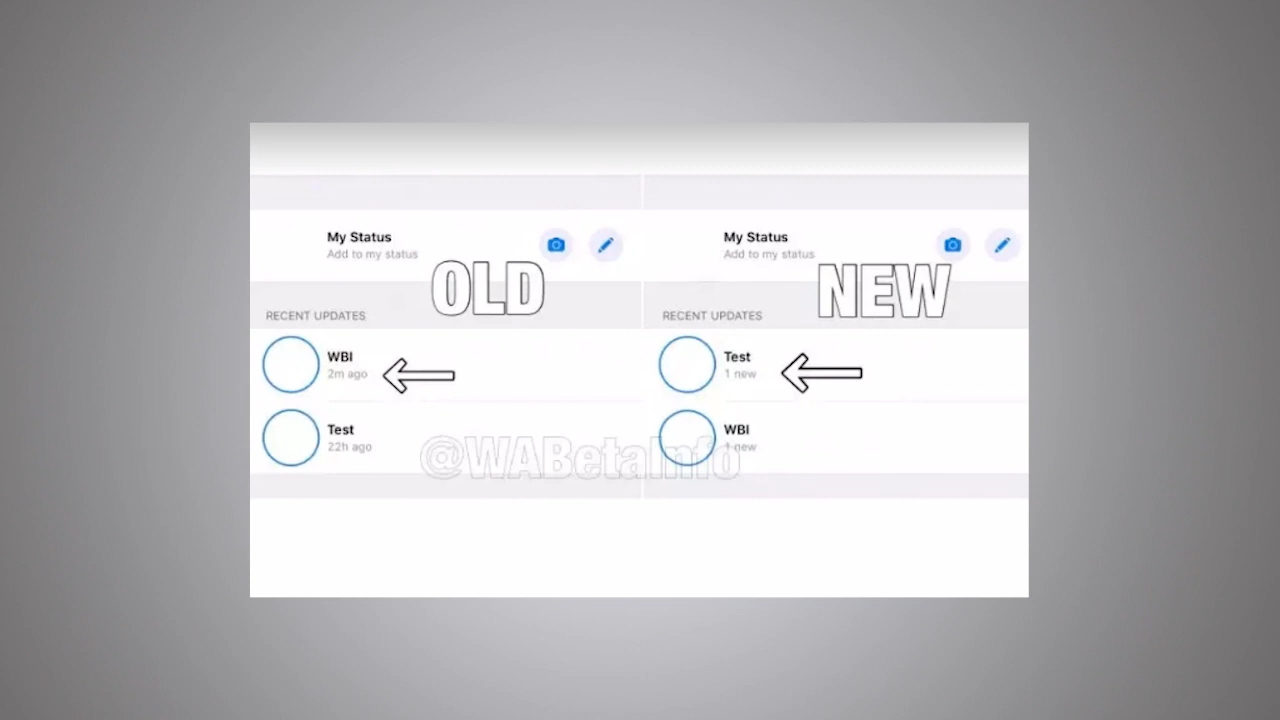 My Status
Add to my status
OLD
RECENT UPDATES
WBI
2m ago
Test
22h ago
My Status
Add to my status
NEW
RECENT UPDATES
Test
1 new
WBI
1 new
@WABetaInfo